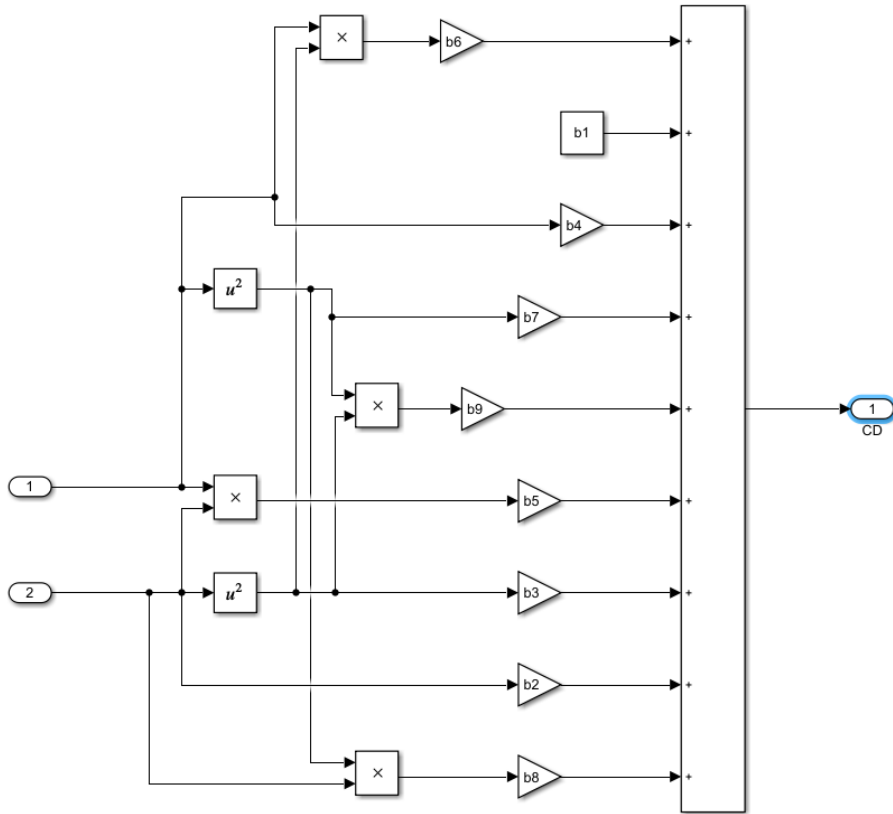 ×
b6
+
b1
+
b4
+
u²
b7
+
×
b9
+
1
CD
1
×
b5
+
2
u²
b3
+
b2
+
×
b8
+